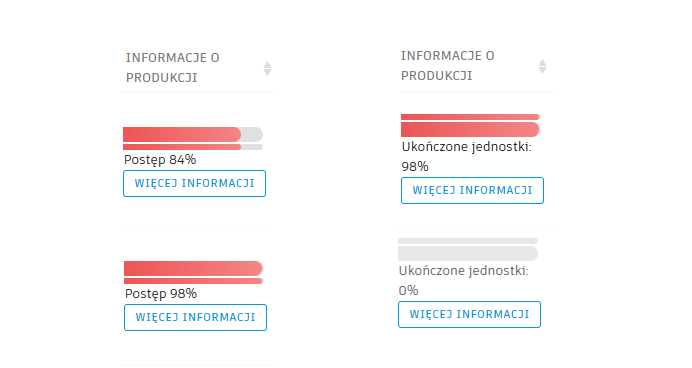 INFORMACJE O
PRODUKCJI
Postęp 84%
WIĘCEJ INFORMACJI
Postęp 98%
WIĘCEJ INFORMACJI
INFORMACJE O
PRODUKCJI
Ukończone jednostki:
98%
WIĘCEJ INFORMACJI
Ukończone jednostki:
0%
WIĘCEJ INFORMACJI